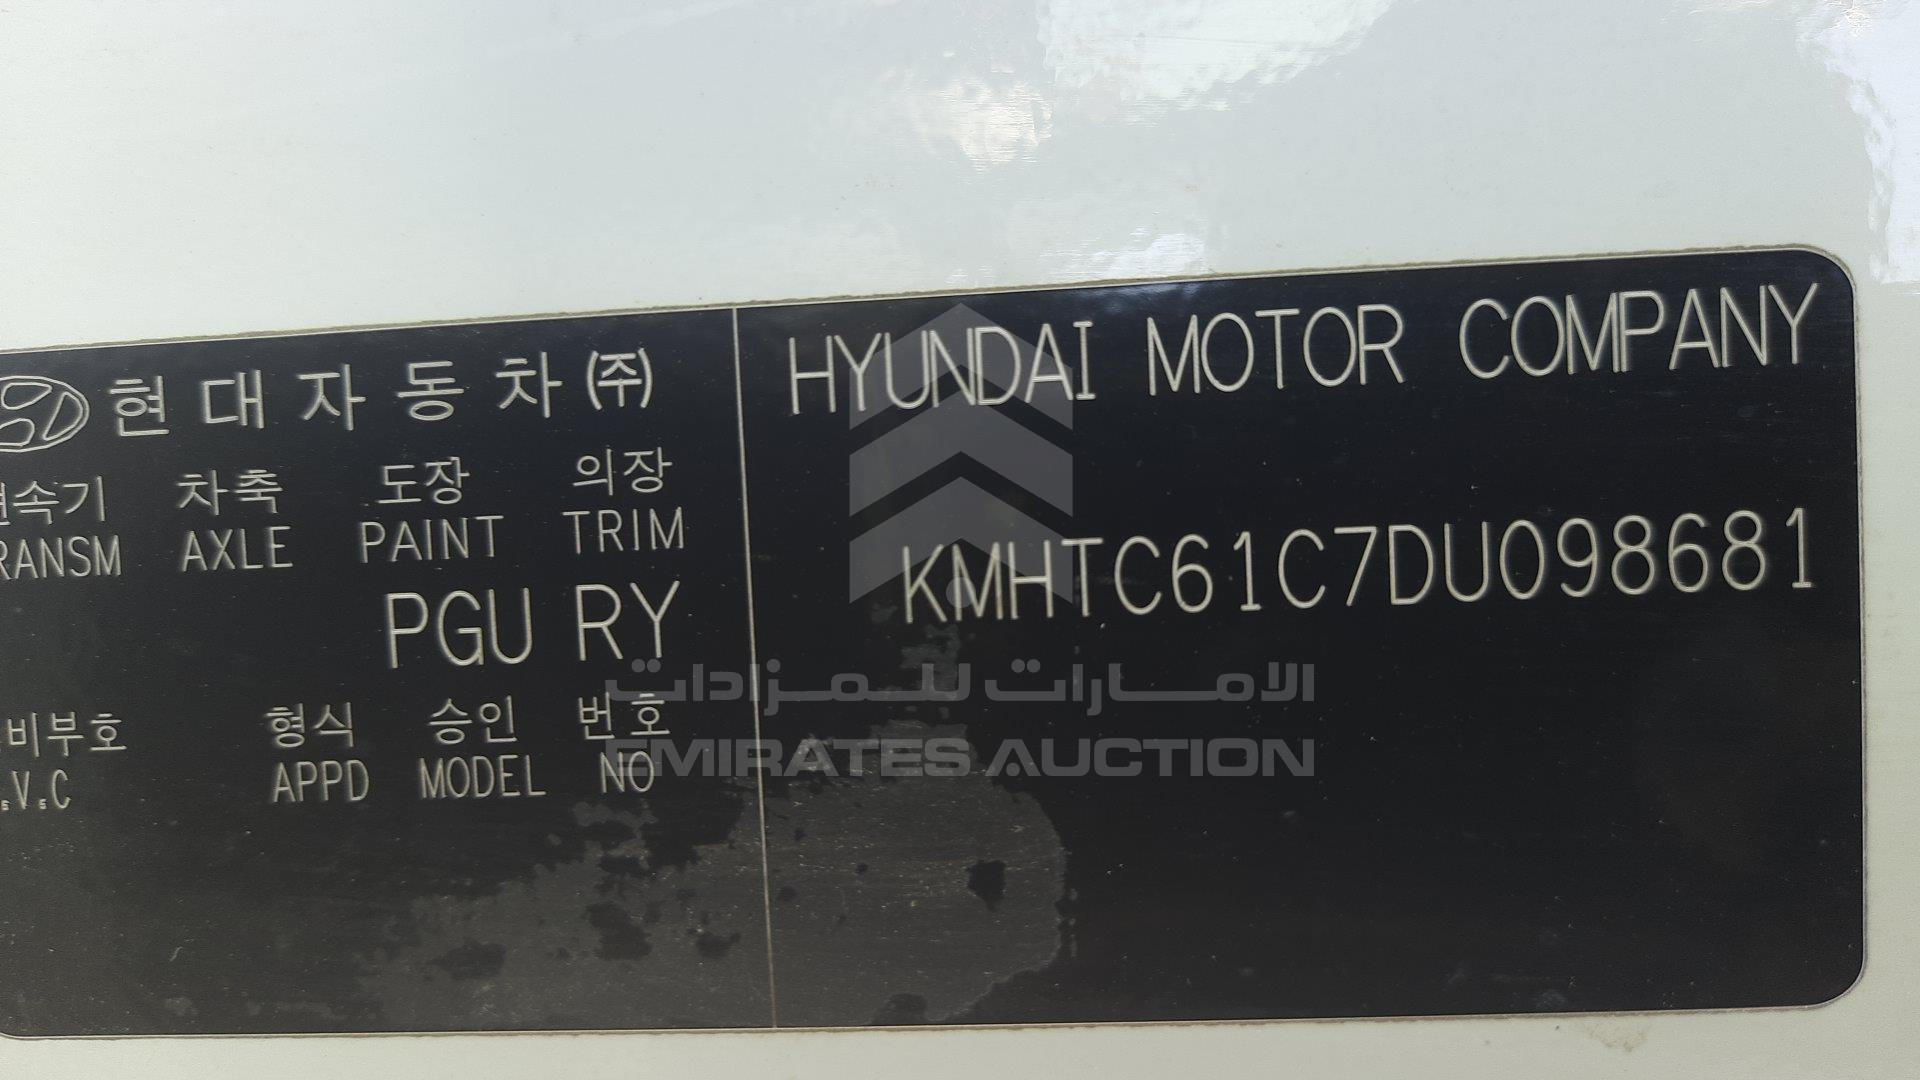 현대자동차(주)
HYUNDAI MOTOR COMPANY
변속기 차축 도장 의장
TRANSM AXLE PAINT TRIM
PGU RY
KMHTC61C7DU098681
비부호 형식 승인 번호
V.C APPD MODEL NO
الامارات للمزادات
EMIRATES AUCTION